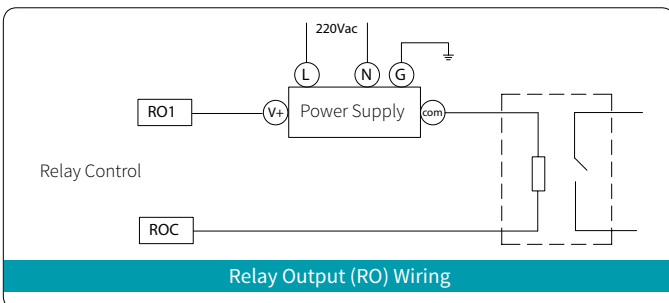 220Vac
L
N
G
RO1
V+
Power Supply
com
Relay Control
ROC
Relay Output (RO) Wiring